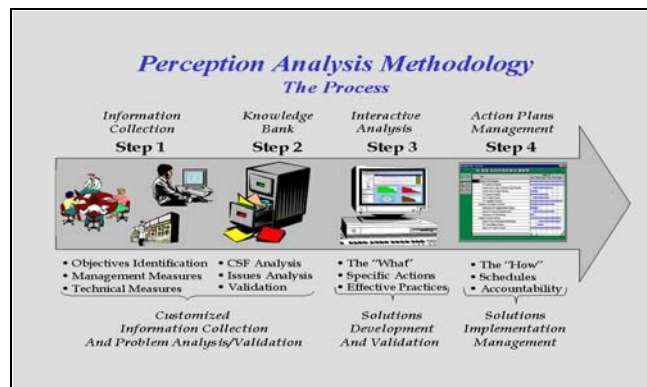 Perception Analysis Methodology
The Process
Information
Collection
Step 1
Knowledge
Bank
Step 2
Interactive
Analysis
Step 3
Action Plans
Management
Step 4
• Objectives Identification
• Management Measures
• Technical Measures
• CSF Analysis
• Issues Analysis
• Validation
• The "What"
• Specific Actions
• Effective Practices
• The "How"
• Schedules
• Accountability
Customized
Information Collection
And Problem Analysis/Validation
Solutions
Development
And Validation
Solutions
Implementation
Management